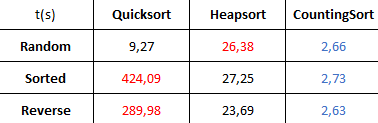 t(s) Quicksort Heapsort CountingSort
Random 9,27 26,38 2,66
Sorted 424,09 27,25 2,73
Reverse 289,98 23,69 2,63